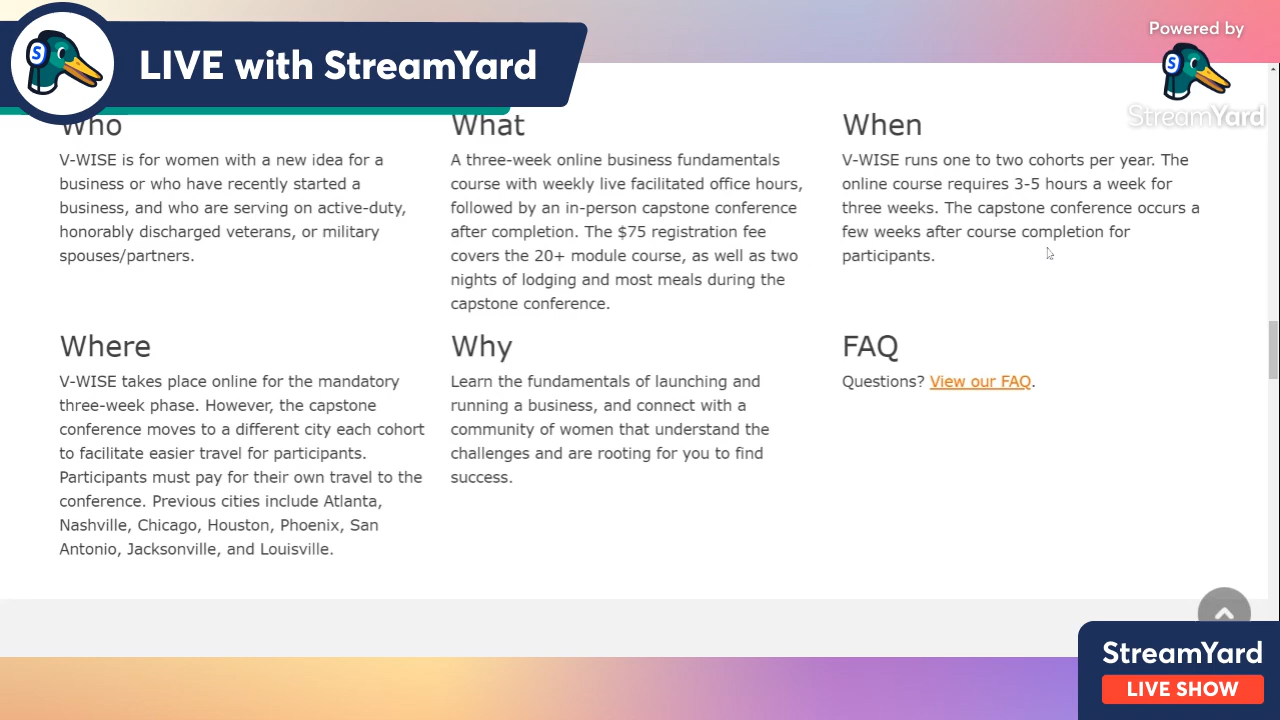 LIVE with StreamYard
Powered by
StreamYard
Who
V-WISE is for women with a new idea for a
business or who have recently started a
business, and who are serving on active-duty,
honorably discharged veterans, or military
spouses/partners.
What
A three-week online business fundamentals
course with weekly live facilitated office hours,
followed by an in-person capstone conference
after completion. The $75 registration fee
covers the 20+ module course, as well as two
nights of lodging and most meals during the
capstone conference.
When
V-WISE runs one to two cohorts per year. The
online course requires 3-5 hours a week for
three weeks. The capstone conference occurs a
few weeks after course completion for
participants.
Where
V-WISE takes place online for the mandatory
three-week phase. However, the capstone
conference moves to a different city each cohort
to facilitate easier travel for participants.
Participants must pay for their own travel to the
conference. Previous cities include Atlanta,
Nashville, Chicago, Houston, Phoenix, San
Antonio, Jacksonville, and Louisville.
Why
Learn the fundamentals of launching and
running a business, and connect with a
community of women that understand the
challenges and are rooting for you to find
success.
FAQ
Questions? View our FAQ.
StreamYard
LIVE SHOW